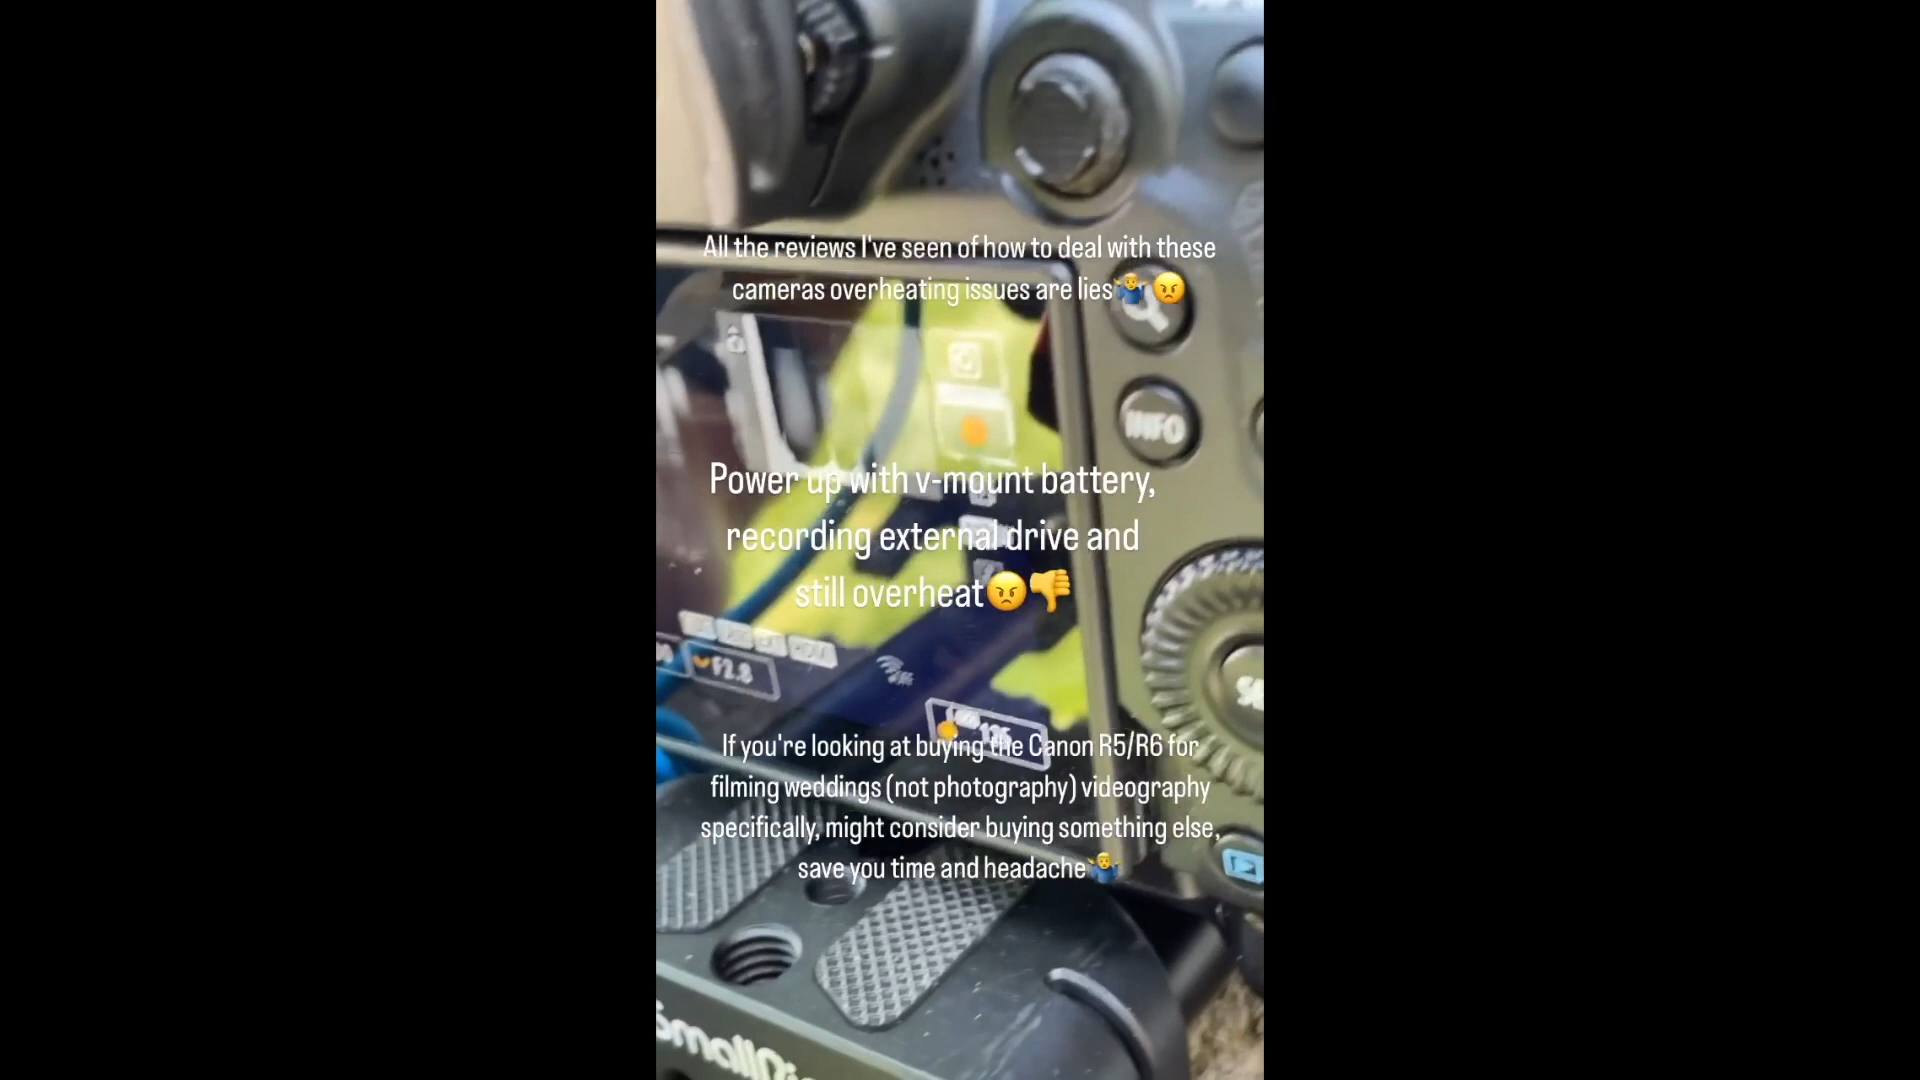 All the reviews I've seen of how to deal with these
cameras overheating issues are lies🤷‍♂️😠
INFO
Power up with v-mount battery,
recording external drive and
still overheat😠👎
F2.8
If you're looking at buying the Canon R5/R6 for
filming weddings (not photography) videography
specifically, might consider buying something else,
save you time and headache🤷‍♂️